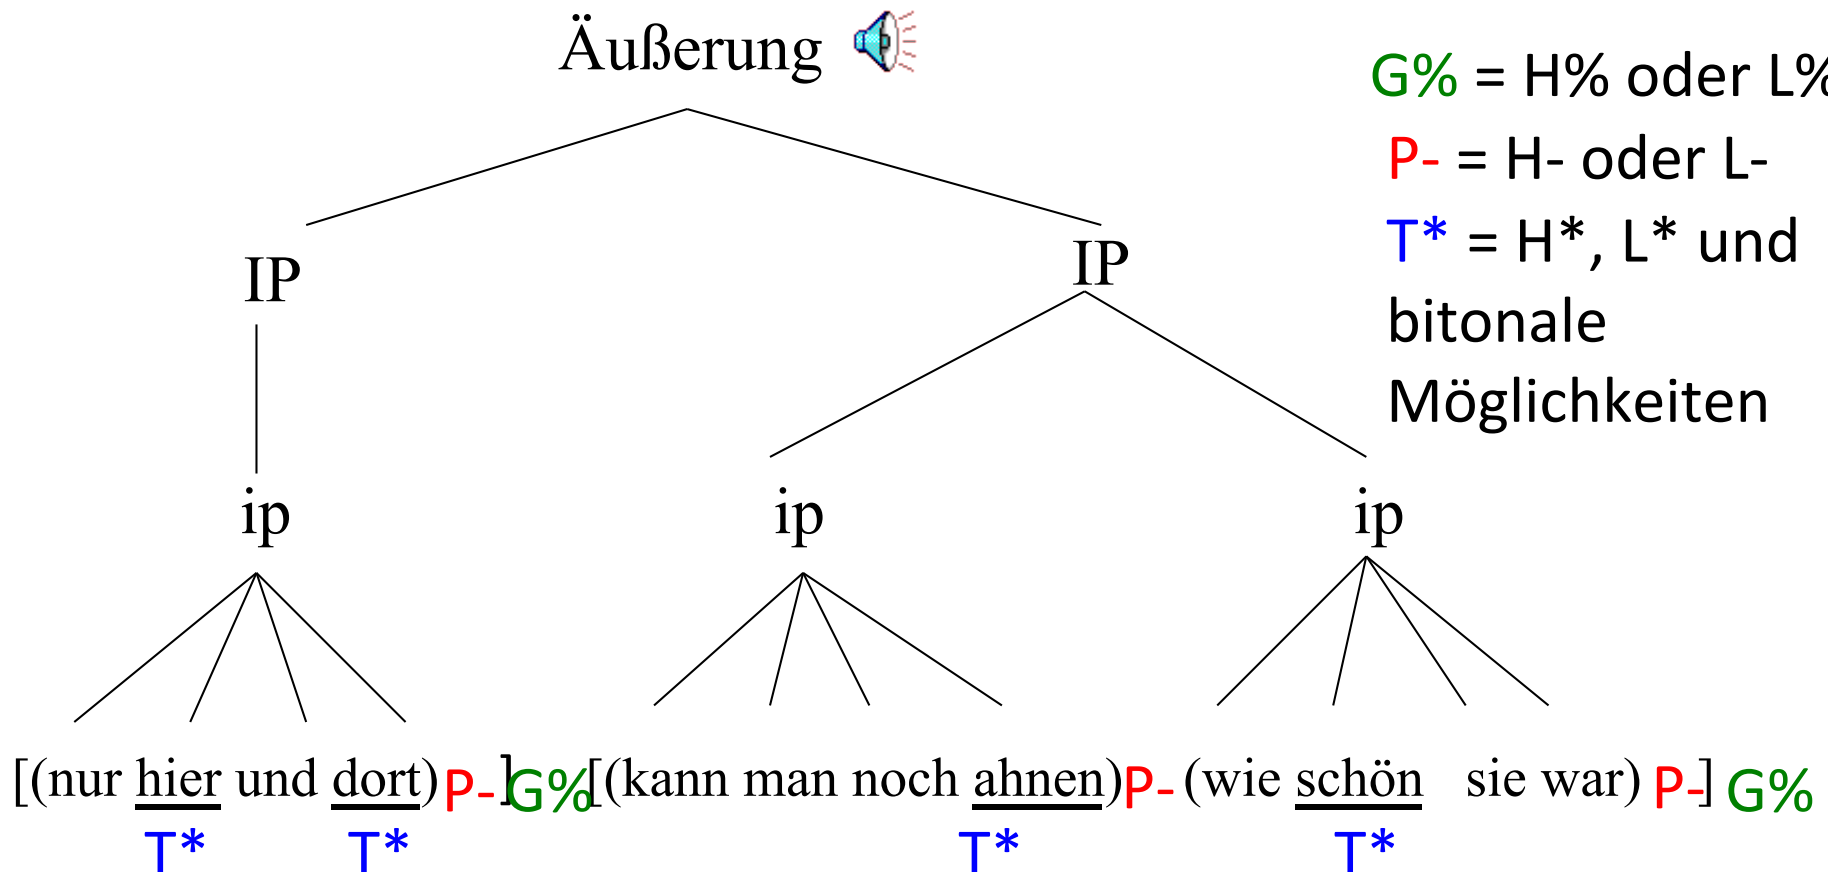 Äußerung
G% = H% oder L%
P- = H- oder L-
T* = H*, L* und
bitonale
Möglichkeiten
IP IP
ip ip ip
[(nur hier und dort)P-]G%[(kann man noch ahnen)P- (wie schön sie war) P-] G%
T* T* T* T*